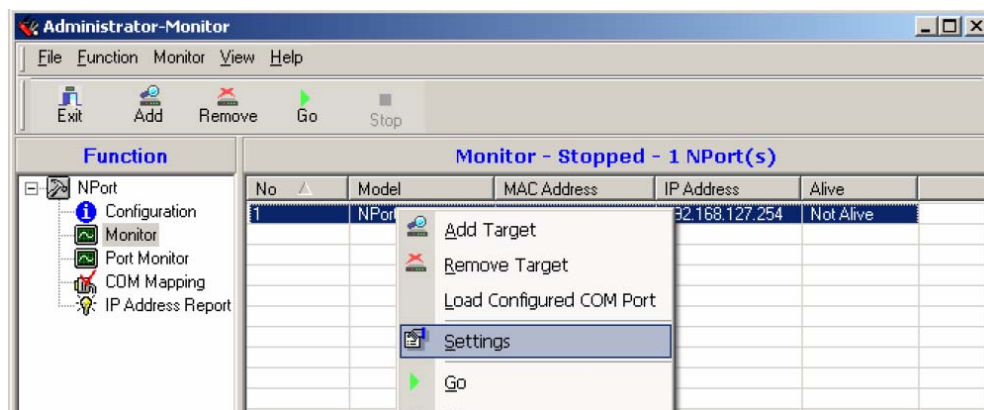 Administrator-Monitor
File Function Monitor View Help
Exit Add Remove Go Stop
Function
Monitor - Stopped - 1 NPort(s)
NPort
Configuration
Monitor
Port Monitor
COM Mapping
IP Address Report
No Model MAC Address IP Address Alive
1 92.168.127.254 Not Alive
Add Target
Remove Target
Load Configured COM Port
Settings
Go